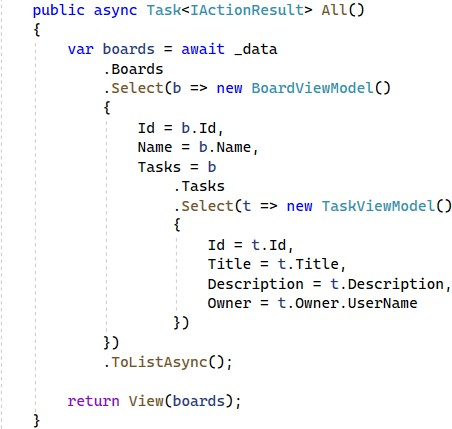 public async Task<IActionResult> All()
{
    var boards = await _data
        .Boards
        .Select(b => new BoardViewModel()
        {
            Id = b.Id,
            Name = b.Name,
            Tasks = b
                .Tasks
                .Select(t => new TaskViewModel()
                {
                    Id = t.Id,
                    Title = t.Title,
                    Description = t.Description,
                    Owner = t.Owner.UserName
                })
        })
        .ToListAsync();

    return View(boards);
}